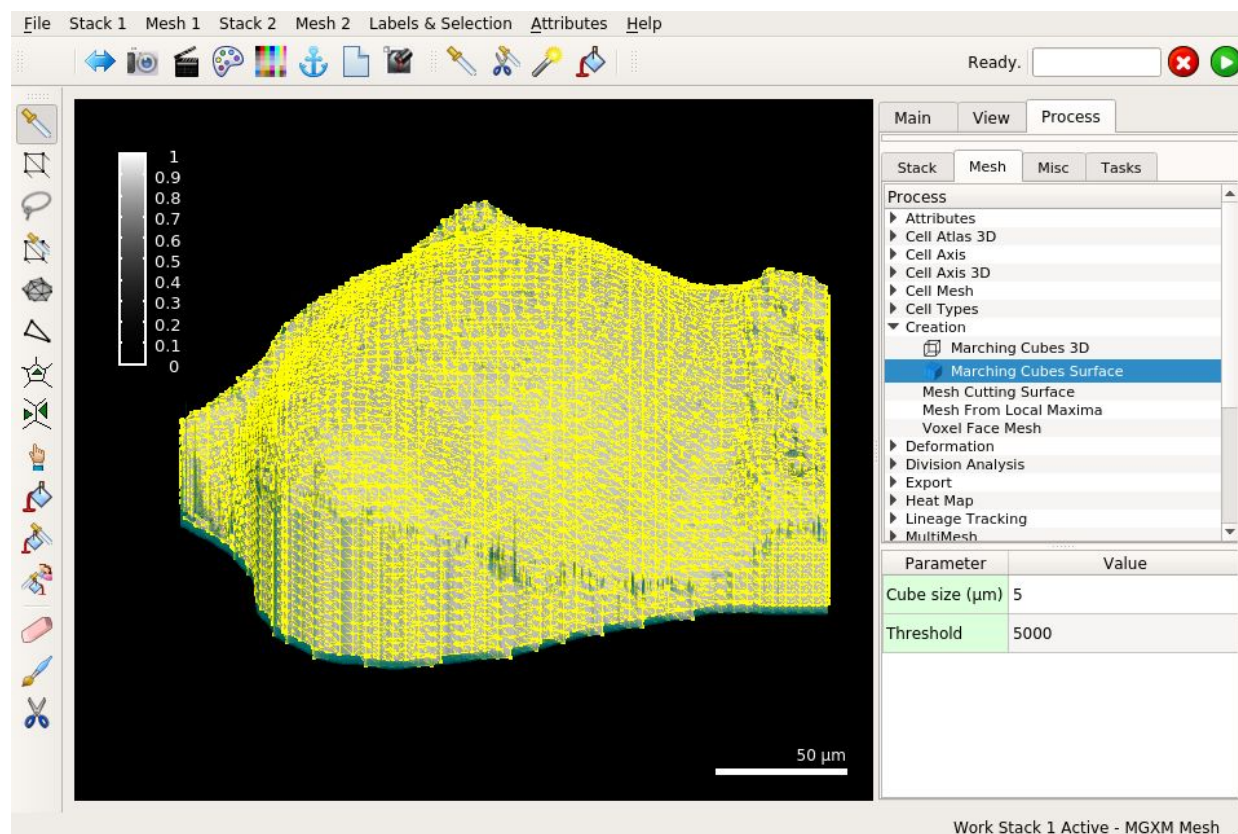 File Stack 1 Mesh 1 Stack 2 Mesh 2 Labels & Selection Attributes Help
Ready.
Main View Process
Stack Mesh Misc Tasks
Process
Attributes
Cell Atlas 3D
Cell Axis
Cell Axis 3D
Cell Mesh
Cell Types
Creation
Marching Cubes 3D
Marching Cubes Surface
Mesh Cutting Surface
Mesh From Local Maxima
Voxel Face Mesh
Deformation
Division Analysis
Export
Heat Map
Lineage Tracking
MultiMesh
Parameter Value
Cube size (µm) 5
Threshold 5000
1
0.9
0.8
0.7
0.6
0.5
0.4
0.3
0.2
0.1
0
50 µm
Work Stack 1 Active - MGXM Mesh